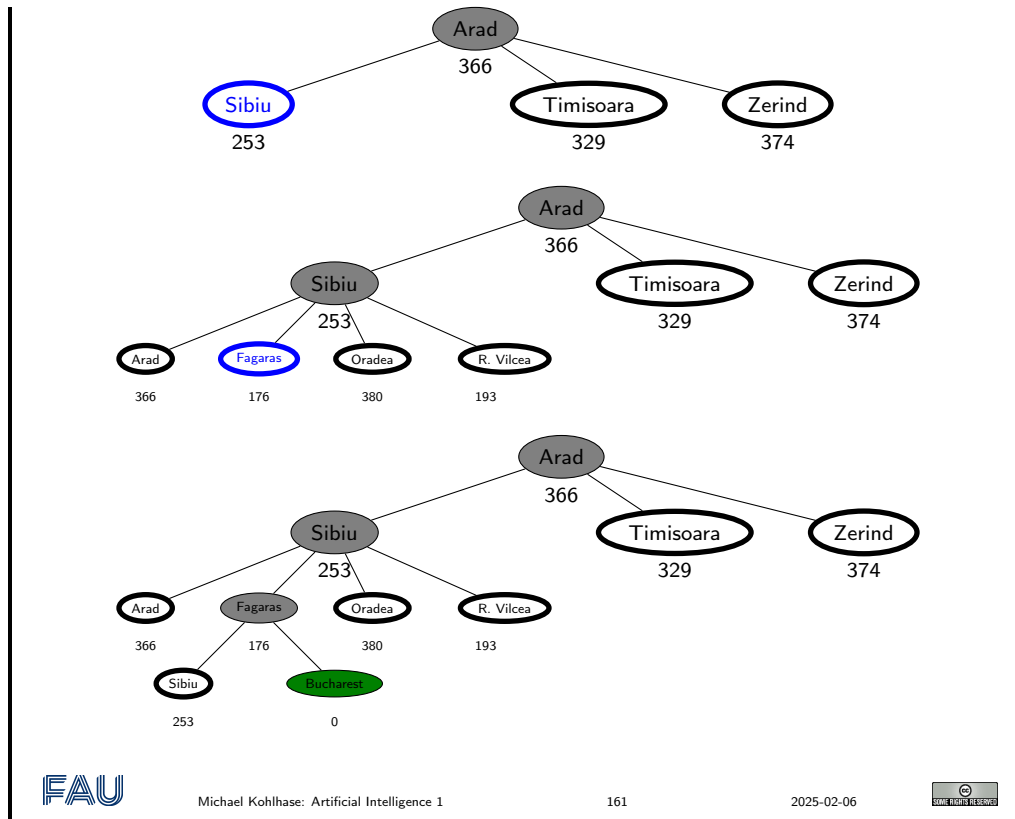 Arad
366
Sibiu Timisoara Zerind
253 329 374
Arad
366
Sibiu Timisoara Zerind
253 329 374
Arad Fagaras Oradea R. Vilcea
366 176 380 193
Arad
366
Sibiu Timisoara Zerind
253 329 374
Arad Fagaras Oradea R. Vilcea
366 176 380 193
Sibiu Bucharest
253 0
FAU Michael Kohlhase: Artificial Intelligence 1 161 2025-02-06 cc
SOME RIGHTS RESERVED